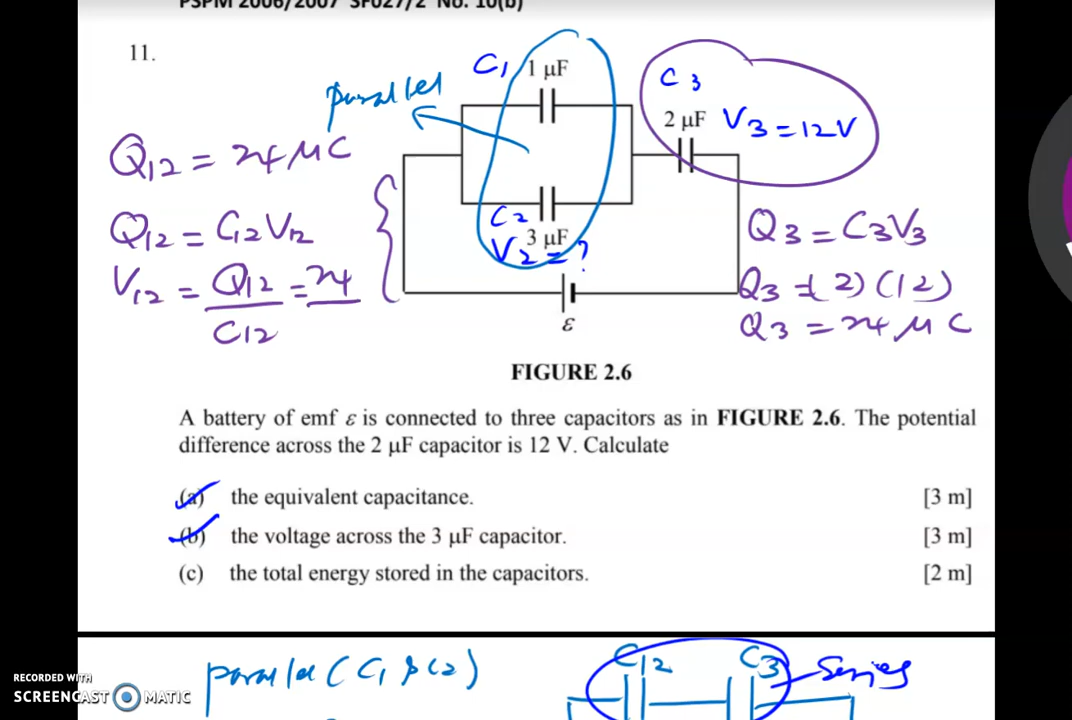 PSPM 2006/2007 SF027/2 No. 10(b)
11.
C1 1 μF
parallel
C3
2 μF V3 = 12V
Q12 = 24 μC
C2
3 μF
V2 = ?
Q12 = C12V12
V12 = Q12 = 24
C12
Q3 = C3V3
Q3 = (2)(12)
Q3 = 24 μC
ε
FIGURE 2.6
A battery of emf ε is connected to three capacitors as in FIGURE 2.6. The potential
difference across the 2 μF capacitor is 12 V. Calculate
(a) the equivalent capacitance. [3 m]
(b) the voltage across the 3 μF capacitor. [3 m]
(c) the total energy stored in the capacitors. [2 m]
parallel (C1 & C2)
C12 C3 series
RECORDED WITH
SCREENCAST MATIC